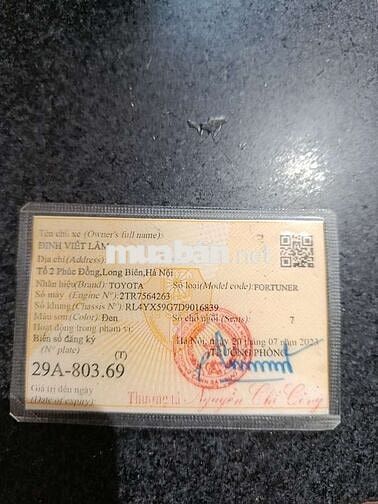 Tên chủ xe (Owner's full name):
ĐINH VIẾT LÂM
muaban.net
Địa chỉ (Address)
Tổ 2 Phúc Đồng,Long Biên,Hà Nội
Nhãn hiệu(Brand): TOYOTA Số loại(Model code): FORTUNER
Số máy (Engine N°): 2TR7564263
Số khung(Chassis N°): RL4YX59G7D9016839
Màu sơn(Color): Đen Số chỗ ngồi (Seats): 7
Hoạt động trong phạm vi:
Biển số đăng ký Hà Nội, ngày 20 tháng 07 năm 2023
(N° plate) (T) TRƯỞNG PHÒNG
29A-803.69
Giá trị đến ngày
(Date of expiry) Thượng tá - Nguyễn Chí Công